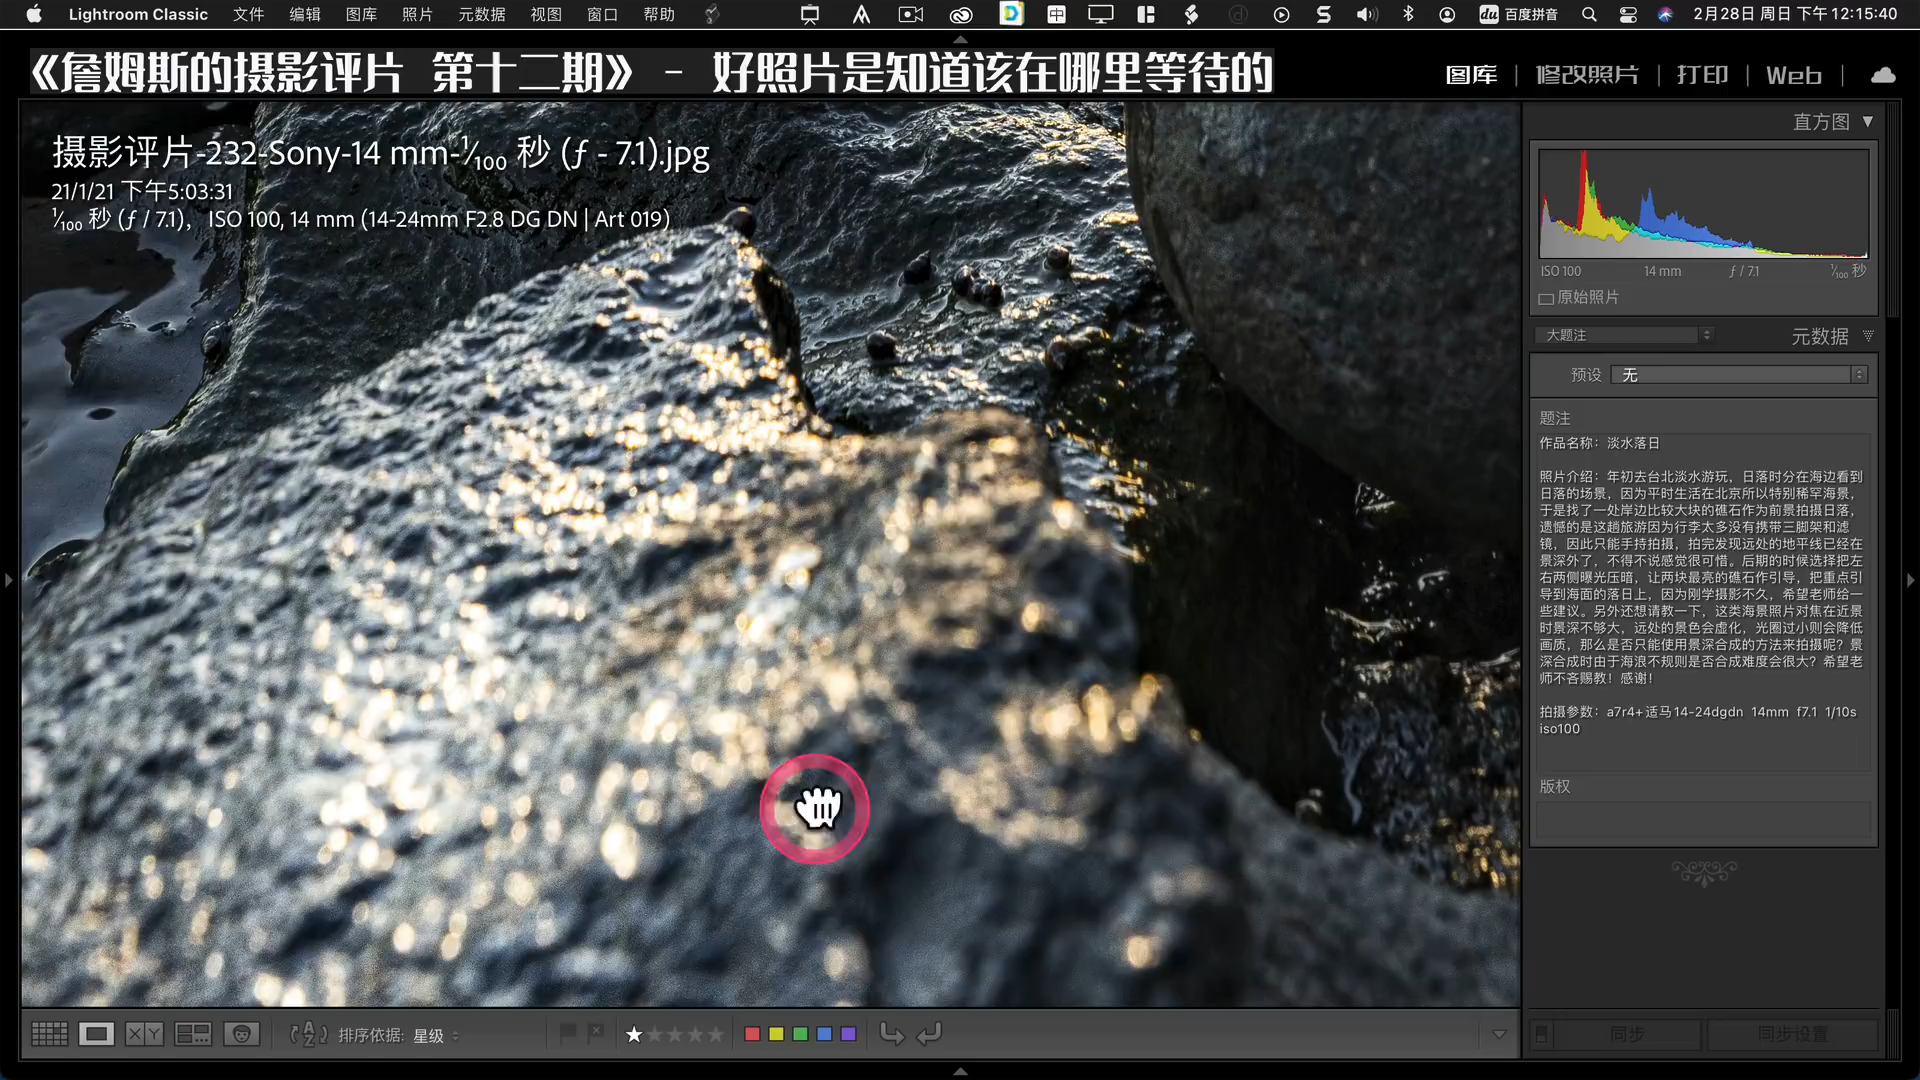 Lightroom Classic 文件 编辑 图库 照片 元数据 视图 窗口 帮助 中 du 百度拼音 2月28日 周日 下午 12:15:40
《詹姆斯的摄影评片 第十二期》 - 好照片是知道该在哪里等待的
图库 | 修改照片 | 打印 | Web |
摄影评片-232-Sony-14 mm-1/100 秒 (ƒ - 7.1).jpg
21/1/21 下午5:03:31
1/100 秒 (ƒ / 7.1)， ISO 100, 14 mm (14-24mm F2.8 DG DN | Art 019)
直方图
ISO 100 14 mm ƒ / 7.1 1/100 秒
原始照片
大题注 元数据
预设 无
题注
作品名称：淡水落日
照片介绍：年初去台北淡水游玩，日落时分在海边看到
日落的场景，因为平时生活在北京所以特别稀罕海景，
于是找了一处岸边比较大块的礁石作为前景拍摄日落，
遗憾的是这趟旅游因为行李太多没有携带三脚架和滤
镜，因此只能手持拍摄，拍完发现远处的地平线已经在
景深外了，不得不说感觉很可惜。后期的时候选择把左
右两侧曝光压暗，让两块最亮的礁石作引导，把重点引
导到海面的落日上，因为刚学摄影不久，希望老师给一
些建议。另外还想请教一下，这类海景照片对焦在近景
时景深不够大，远处的景色会虚化，光圈过小则会降低
画质，那么是否只能使用景深合成的方法来拍摄呢？景
深合成时由于海浪不规则是否合成难度会很大？希望老
师不吝赐教！感谢！
拍摄参数：a7r4+适马14-24dgdn 14mm f7.1 1/10s
iso100
版权
排序依据: 星级
同步 同步设置